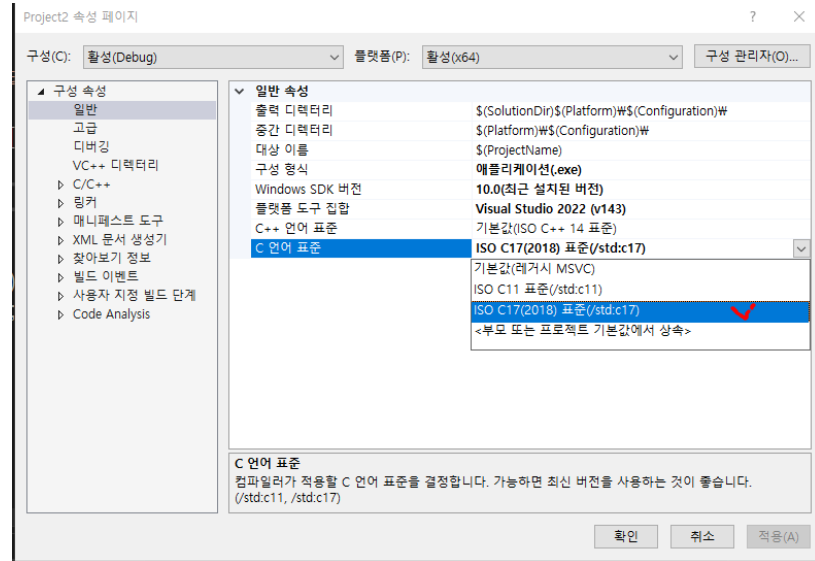 Project2 속성 페이지
? ×
구성(C): 활성(Debug) 플랫폼(P): 활성(x64) 구성 관리자(O)...
구성 속성
일반
고급
디버깅
VC++ 디렉터리
C/C++
링커
매니페스트 도구
XML 문서 생성기
찾아보기 정보
빌드 이벤트
사용자 지정 빌드 단계
Code Analysis
일반 속성
출력 디렉터리 $(SolutionDir)$(Platform)₩$(Configuration)₩
중간 디렉터리 $(Platform)₩$(Configuration)₩
대상 이름 $(ProjectName)
구성 형식 애플리케이션(.exe)
Windows SDK 버전 10.0(최근 설치된 버전)
플랫폼 도구 집합 Visual Studio 2022 (v143)
C++ 언어 표준 기본값(ISO C++ 14 표준)
C 언어 표준 ISO C17(2018) 표준(/std:c17)
기본값(레거시 MSVC)
ISO C11 표준(/std:c11)
ISO C17(2018) 표준(/std:c17)
<부모 또는 프로젝트 기본값에서 상속>
C 언어 표준
컴파일러가 적용할 C 언어 표준을 결정합니다. 가능하면 최신 버전을 사용하는 것이 좋습니다.
(/std:c11, /std:c17)
확인 취소 적용(A)